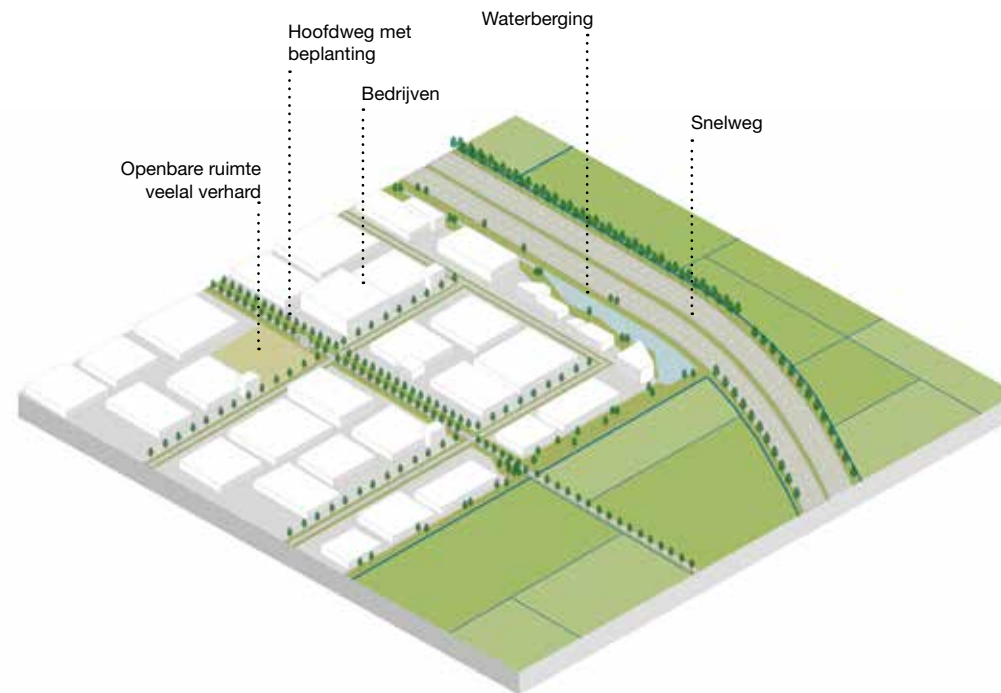 Waterberging
Hoofdweg met
beplanting
Bedrijven
Snelweg
Openbare ruimte
veelal verhard